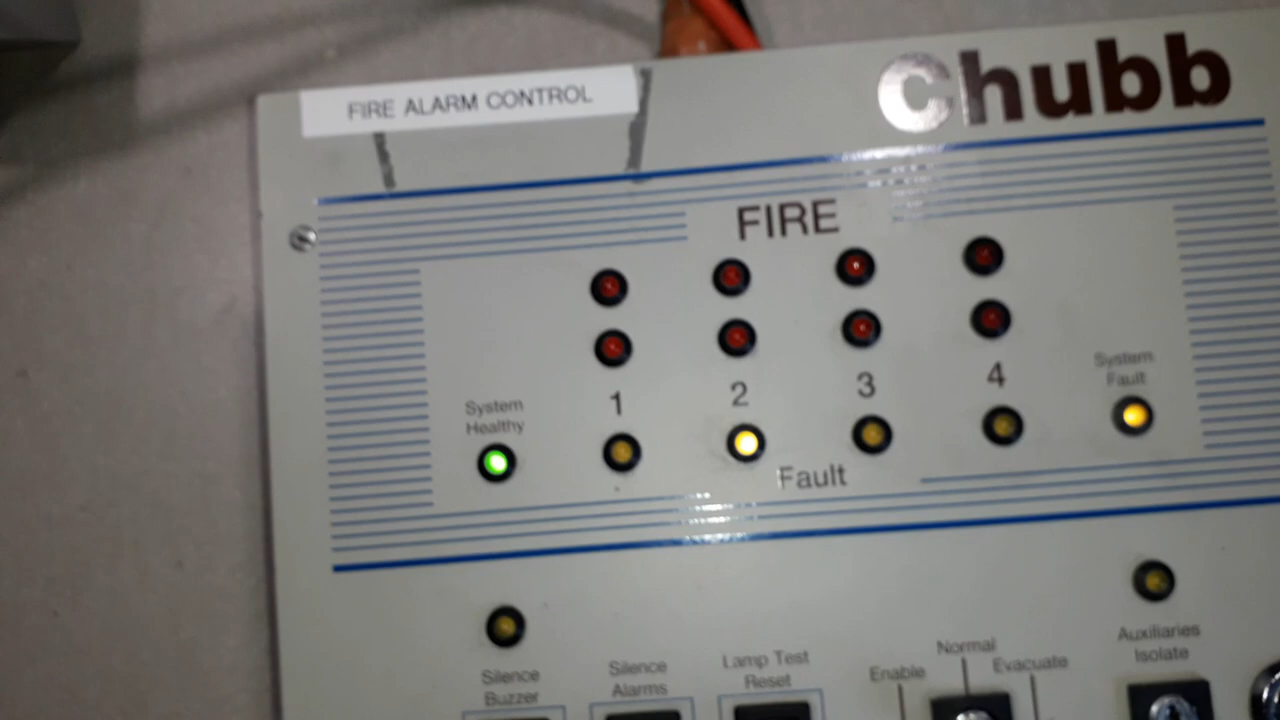 FIRE ALARM CONTROL
Chubb
FIRE
1 2 3 4
System
Healthy
System
Fault
Fault
Silence
Buzzer
Silence
Alarms
Lamp Test
Reset
Enable
Normal
Evacuate
Auxiliaries
Isolate